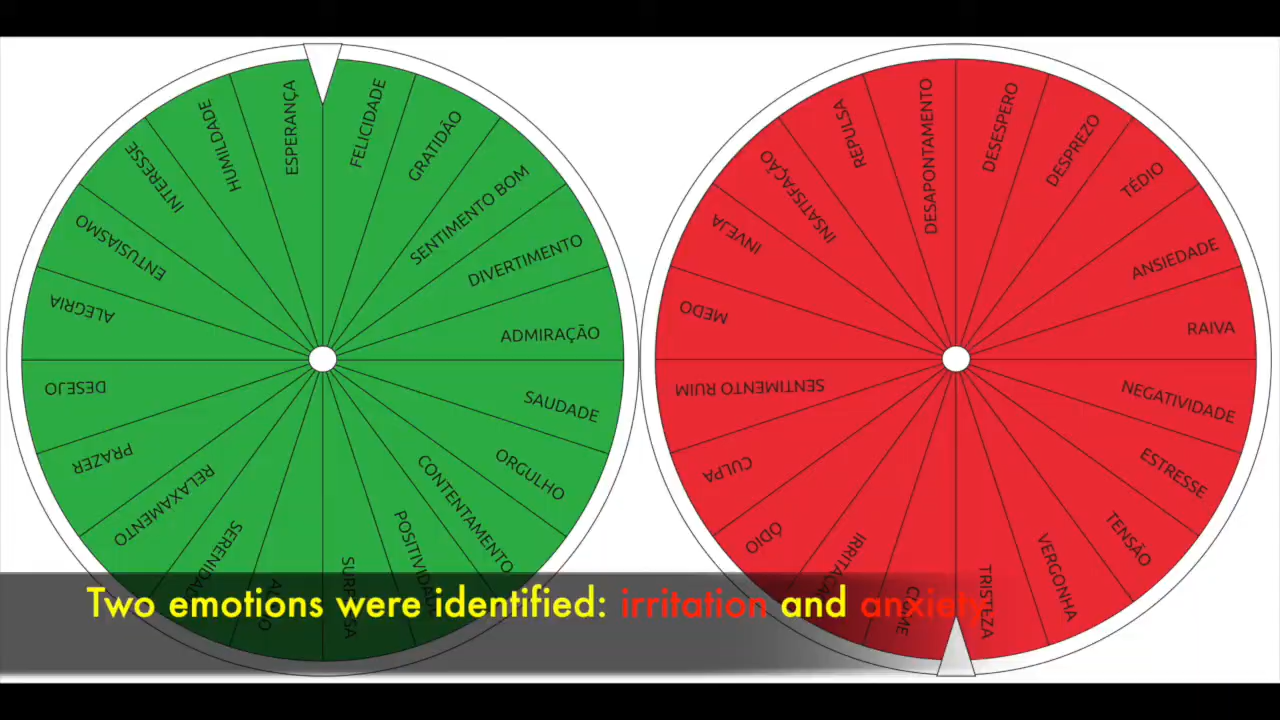 ESPERANÇA
FELICIDADE
GRATIDÃO
SENTIMENTO BOM
DIVERTIMENTO
ADMIRAÇÃO
SAUDADE
ORGULHO
CONTENTAMENTO
POSITIVIDADE
SERENIDADE
RELAXAMENTO
PRAZER
DESEJO
ALEGRIA
ENTUSIASMO
INTERESSE
HUMILDADE
DESAPONTAMENTO
DESESPERO
DESPREZO
TÉDIO
ANSIEDADE
RAIVA
NEGATIVIDADE
ESTRESSE
TENSÃO
VERGONHA
TRISTEZA
CIÚME
IRRITAÇÃO
ÓDIO
CULPA
SENTIMENTO RUIM
MEDO
INVEJA
INSATISFAÇÃO
REPULSA
Two emotions were identified: irritation and anxiety